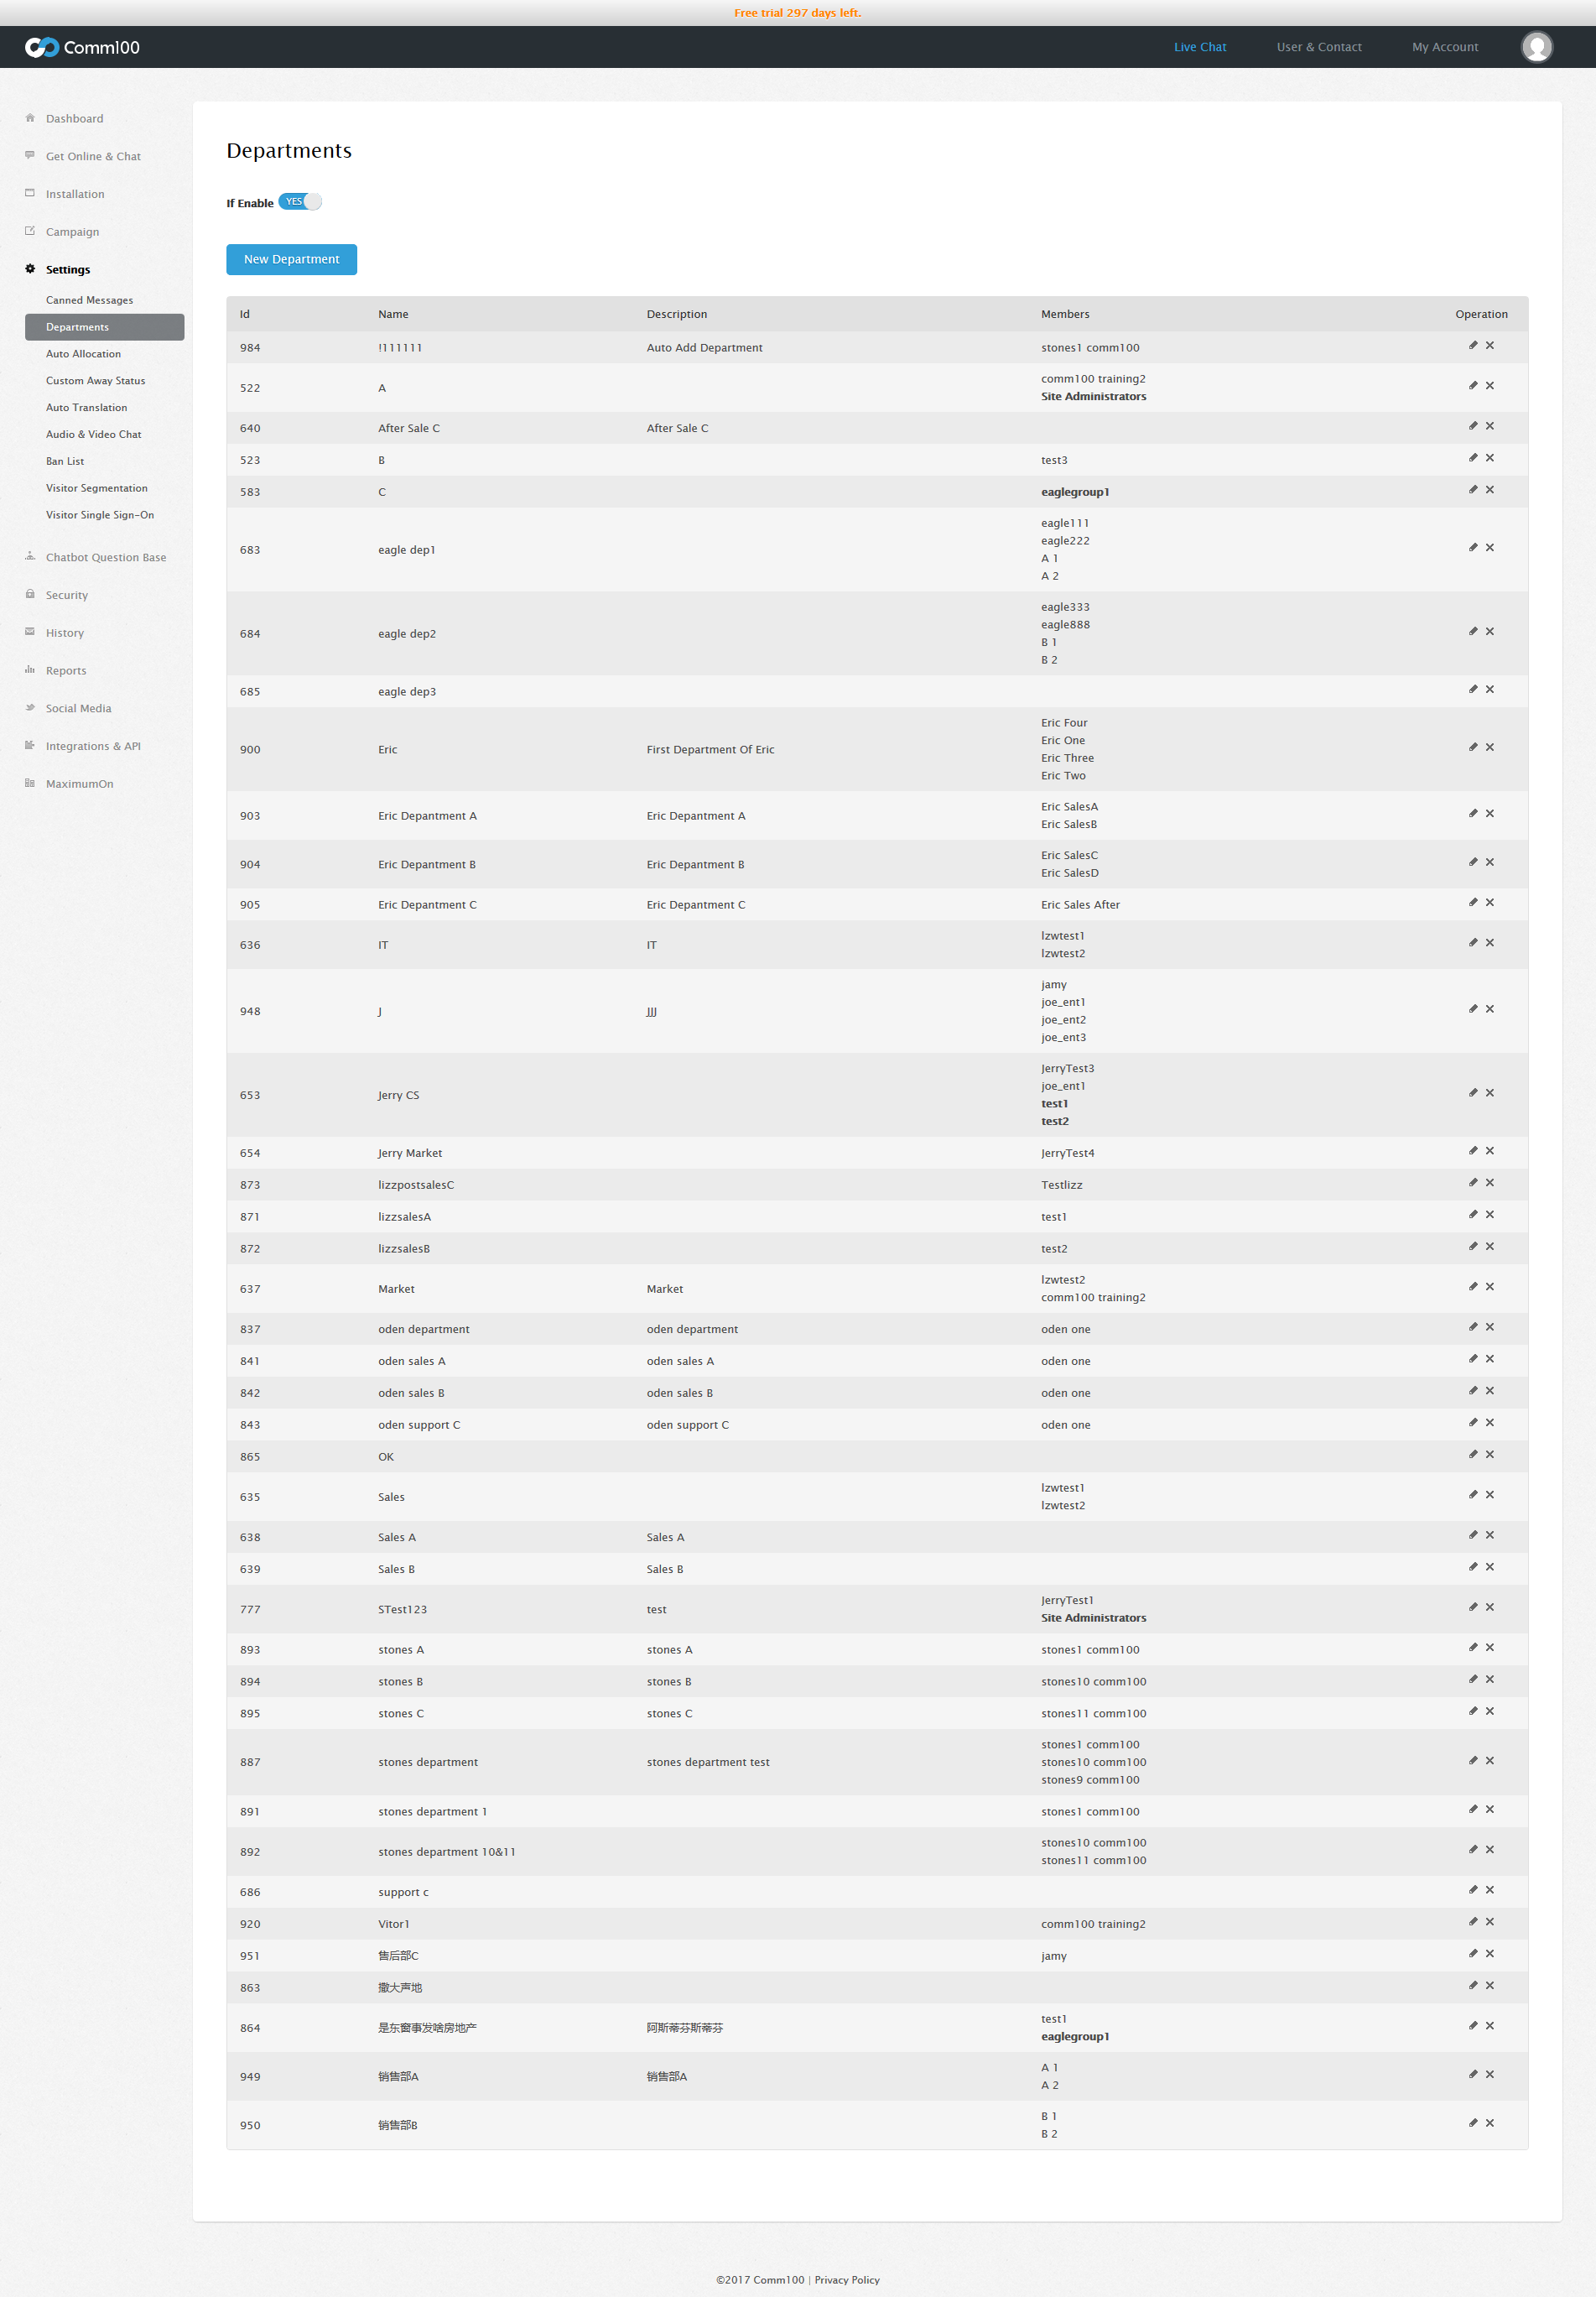 Free trial 297 days left.
Comm100
Live Chat
User & Contact
My Account
Dashboard
Get Online & Chat
Installation
Campaign
Settings
Canned Messages
Departments
Auto Allocation
Custom Away Status
Auto Translation
Audio & Video Chat
Ban List
Visitor Segmentation
Visitor Single Sign-On
Chatbot Question Base
Security
History
Reports
Social Media
Integrations & API
MaximumOn
Departments
If Enable YES
New Department
Id Name Description Members Operation
984 !111111 Auto Add Department stones1 comm100
522 A comm100 training2
Site Administrators
640 After Sale C After Sale C
523 B test3
583 C eaglegroup1
683 eagle dep1 eagle111
eagle222
A 1
A 2
684 eagle dep2 eagle333
eagle888
B 1
B 2
685 eagle dep3
900 Eric First Department Of Eric Eric Four
Eric One
Eric Three
Eric Two
903 Eric Depantment A Eric Depantment A Eric SalesA
Eric SalesB
904 Eric Depantment B Eric Depantment B Eric SalesC
Eric SalesD
905 Eric Depantment C Eric Depantment C Eric Sales After
636 IT IT lzwtest1
lzwtest2
948 J JJJ jamy
joe_ent1
joe_ent2
joe_ent3
653 Jerry CS JerryTest3
joe_ent1
test1
test2
654 Jerry Market JerryTest4
873 lizzpostsalesC Testlizz
871 lizzsalesA test1
872 lizzsalesB test2
637 Market Market lzwtest2
comm100 training2
837 oden department oden department oden one
841 oden sales A oden sales A oden one
842 oden sales B oden sales B oden one
843 oden support C oden support C oden one
865 OK
635 Sales lzwtest1
lzwtest2
638 Sales A Sales A
639 Sales B Sales B
777 STest123 test JerryTest1
Site Administrators
893 stones A stones A stones1 comm100
894 stones B stones B stones10 comm100
895 stones C stones C stones11 comm100
887 stones department stones department test stones1 comm100
stones10 comm100
stones9 comm100
891 stones department 1 stones1 comm100
892 stones department 10&11 stones10 comm100
stones11 comm100
686 support c
920 Vitor1 comm100 training2
951 售后部C jamy
863 撒大声地
864 是东窗事发啥房地产 阿斯蒂芬斯蒂芬 test1
eaglegroup1
949 销售部A 销售部A A 1
A 2
950 销售部B B 1
B 2
©2017 Comm100 | Privacy Policy